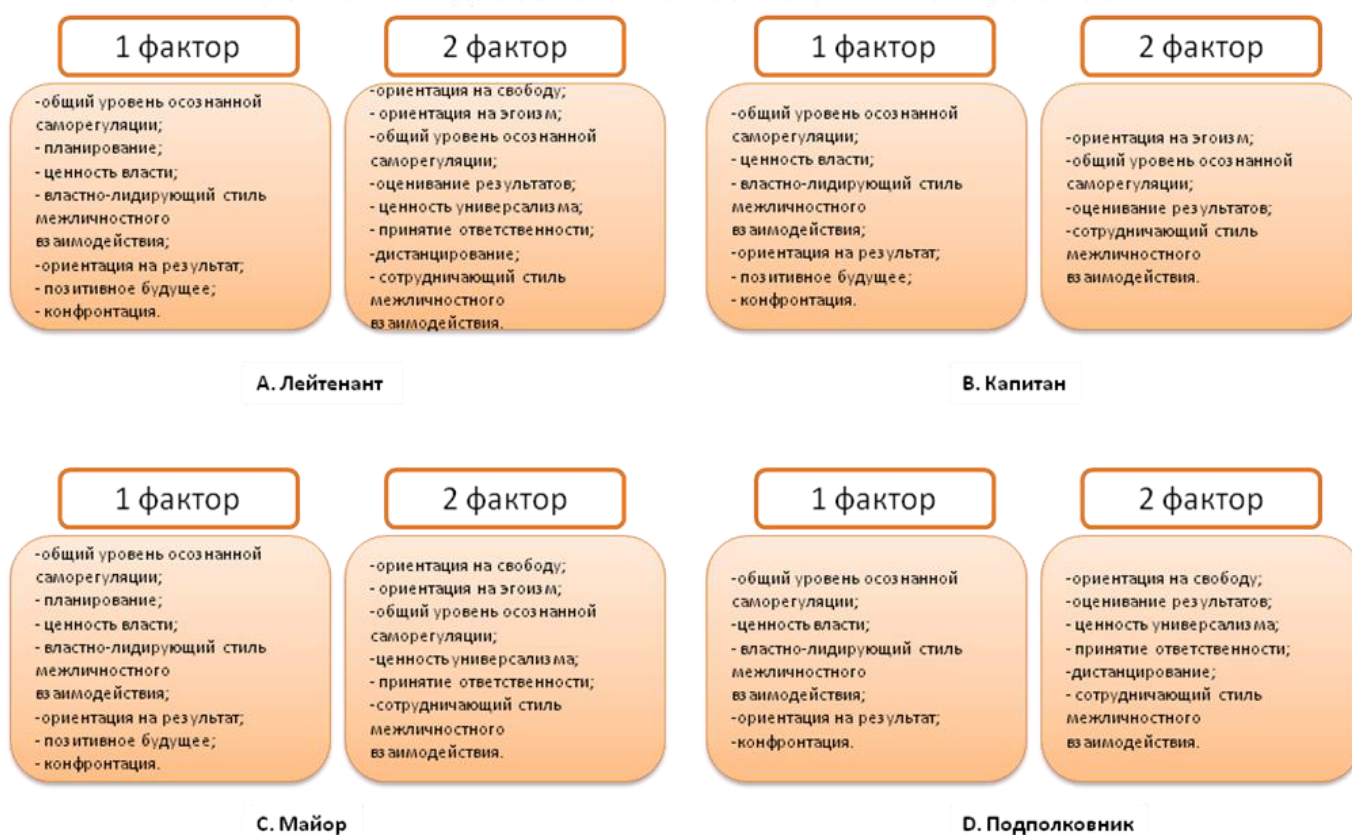 1 фактор
-общий уровень осознанной
саморегуляции;
- планирование;
- ценность власти;
- властно-лидирующий стиль
межличностного
взаимодействия;
-ориентация на результат;
- позитивное будущее;
- конфронтация.
2 фактор
-ориентация на свободу;
- ориентация на эгоизм;
-общий уровень осознанной
саморегуляции;
-оценивание результатов;
- ценность универсализма;
- принятие ответственности;
-дистанцирование;
- сотрудничающий стиль
межличностного
взаимодействия.
А. Лейтенант
1 фактор
-общий уровень осознанной
саморегуляции;
- ценность власти;
-властно-лидирующий стиль
межличностного
взаимодействия;
-ориентация на результат;
- позитивное будущее;
- конфронтация.
2 фактор
-ориентация на эгоизм;
-общий уровень осознанной
саморегуляции;
-оценивание результатов;
-сотрудничающий стиль
межличностного
взаимодействия.
В. Капитан
1 фактор
-общий уровень осознанной
саморегуляции;
- планирование;
- ценность власти;
- властно-лидирующий стиль
межличностного
взаимодействия;
-ориентация на результат;
- позитивное будущее;
- конфронтация.
2 фактор
-ориентация на свободу;
- ориентация на эгоизм;
-общий уровень осознанной
саморегуляции;
-ценность универсализма;
- принятие ответственности;
-сотрудничающий стиль
межличностного
взаимодействия.
С. Майор
1 фактор
-общий уровень осознанной
саморегуляции;
-ценность власти;
-властно-лидирующий стиль
межличностного
взаимодействия;
-ориентация на результат;
-конфронтация.
2 фактор
-ориентация на свободу;
-оценивание результатов;
- ценность универсализма;
- принятие ответственности;
-дистанцирование;
- сотрудничающий стиль
межличностного
взаимодействия.
D. Подполковник